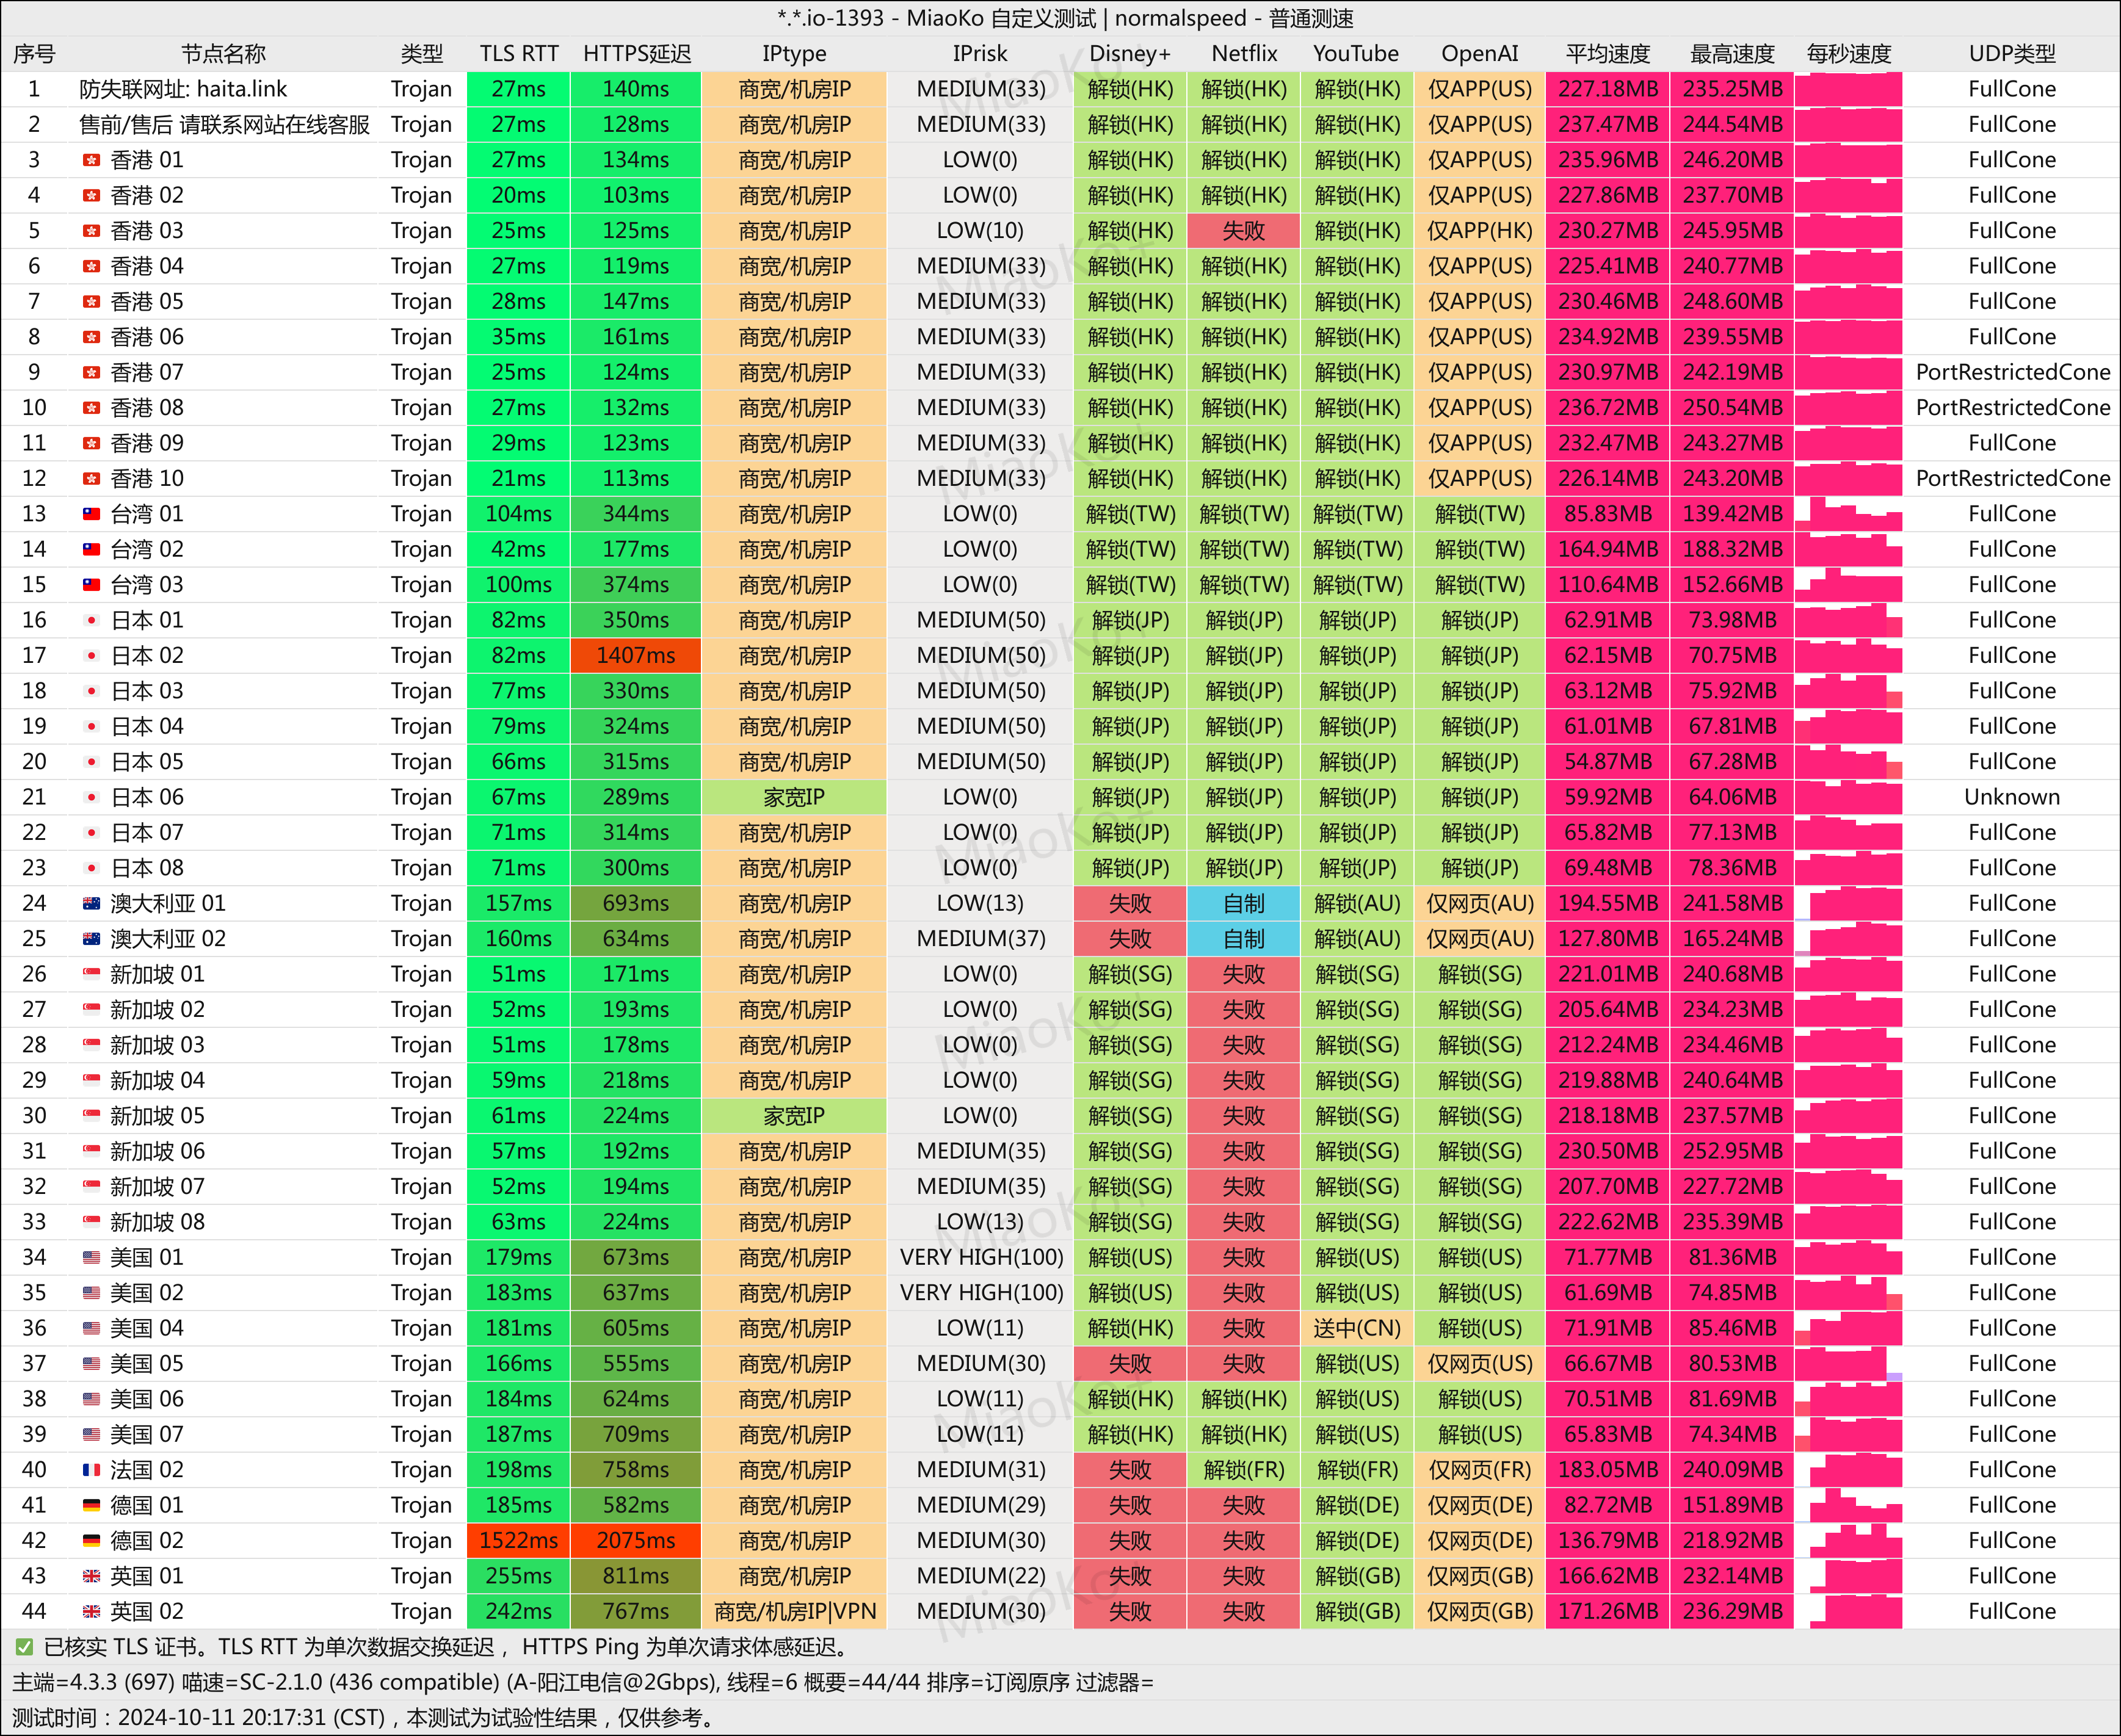 *.*.io-1393 - MiaoKo 自定义测试 | normalspeed - 普通测速
序号 节点名称 类型 TLS RTT HTTPS延迟 IPtype IPrisk Disney+ Netflix YouTube OpenAI 平均速度 最高速度 每秒速度 UDP类型
1 防失联网址: haita.link Trojan 27ms 140ms 商宽/机房IP MEDIUM(33) 解锁(HK) 解锁(HK) 解锁(HK) 仅APP(US) 227.18MB 235.25MB FullCone
2 售前/售后 请联系网站在线客服 Trojan 27ms 128ms 商宽/机房IP MEDIUM(33) 解锁(HK) 解锁(HK) 解锁(HK) 仅APP(US) 237.47MB 244.54MB FullCone
3 香港 01 Trojan 27ms 134ms 商宽/机房IP LOW(0) 解锁(HK) 解锁(HK) 解锁(HK) 仅APP(US) 235.96MB 246.20MB FullCone
4 香港 02 Trojan 20ms 103ms 商宽/机房IP LOW(0) 解锁(HK) 解锁(HK) 解锁(HK) 仅APP(US) 227.86MB 237.70MB FullCone
5 香港 03 Trojan 25ms 125ms 商宽/机房IP LOW(10) 解锁(HK) 失败 解锁(HK) 仅APP(HK) 230.27MB 245.95MB FullCone
6 香港 04 Trojan 27ms 119ms 商宽/机房IP MEDIUM(33) 解锁(HK) 解锁(HK) 解锁(HK) 仅APP(US) 225.41MB 240.77MB FullCone
7 香港 05 Trojan 28ms 147ms 商宽/机房IP MEDIUM(33) 解锁(HK) 解锁(HK) 解锁(HK) 仅APP(US) 230.46MB 248.60MB FullCone
8 香港 06 Trojan 35ms 161ms 商宽/机房IP MEDIUM(33) 解锁(HK) 解锁(HK) 解锁(HK) 仅APP(US) 234.92MB 239.55MB FullCone
9 香港 07 Trojan 25ms 124ms 商宽/机房IP MEDIUM(33) 解锁(HK) 解锁(HK) 解锁(HK) 仅APP(US) 230.97MB 242.19MB PortRestrictedCone
10 香港 08 Trojan 27ms 132ms 商宽/机房IP MEDIUM(33) 解锁(HK) 解锁(HK) 解锁(HK) 仅APP(US) 236.72MB 250.54MB PortRestrictedCone
11 香港 09 Trojan 29ms 123ms 商宽/机房IP MEDIUM(33) 解锁(HK) 解锁(HK) 解锁(HK) 仅APP(US) 232.47MB 243.27MB FullCone
12 香港 10 Trojan 21ms 113ms 商宽/机房IP MEDIUM(33) 解锁(HK) 解锁(HK) 解锁(HK) 仅APP(US) 226.14MB 243.20MB PortRestrictedCone
13 台湾 01 Trojan 104ms 344ms 商宽/机房IP LOW(0) 解锁(TW) 解锁(TW) 解锁(TW) 解锁(TW) 85.83MB 139.42MB FullCone
14 台湾 02 Trojan 42ms 177ms 商宽/机房IP LOW(0) 解锁(TW) 解锁(TW) 解锁(TW) 解锁(TW) 164.94MB 188.32MB FullCone
15 台湾 03 Trojan 100ms 374ms 商宽/机房IP LOW(0) 解锁(TW) 解锁(TW) 解锁(TW) 解锁(TW) 110.64MB 152.66MB FullCone
16 日本 01 Trojan 82ms 350ms 商宽/机房IP MEDIUM(50) 解锁(JP) 解锁(JP) 解锁(JP) 解锁(JP) 62.91MB 73.98MB FullCone
17 日本 02 Trojan 82ms 1407ms 商宽/机房IP MEDIUM(50) 解锁(JP) 解锁(JP) 解锁(JP) 解锁(JP) 62.15MB 70.75MB FullCone
18 日本 03 Trojan 77ms 330ms 商宽/机房IP MEDIUM(50) 解锁(JP) 解锁(JP) 解锁(JP) 解锁(JP) 63.12MB 75.92MB FullCone
19 日本 04 Trojan 79ms 324ms 商宽/机房IP MEDIUM(50) 解锁(JP) 解锁(JP) 解锁(JP) 解锁(JP) 61.01MB 67.81MB FullCone
20 日本 05 Trojan 66ms 315ms 商宽/机房IP MEDIUM(50) 解锁(JP) 解锁(JP) 解锁(JP) 解锁(JP) 54.87MB 67.28MB FullCone
21 日本 06 Trojan 67ms 289ms 家宽IP LOW(0) 解锁(JP) 解锁(JP) 解锁(JP) 解锁(JP) 59.92MB 64.06MB Unknown
22 日本 07 Trojan 71ms 314ms 商宽/机房IP LOW(0) 解锁(JP) 解锁(JP) 解锁(JP) 解锁(JP) 65.82MB 77.13MB FullCone
23 日本 08 Trojan 71ms 300ms 商宽/机房IP LOW(0) 解锁(JP) 解锁(JP) 解锁(JP) 解锁(JP) 69.48MB 78.36MB FullCone
24 澳大利亚 01 Trojan 157ms 693ms 商宽/机房IP LOW(13) 失败 自制 解锁(AU) 仅网页(AU) 194.55MB 241.58MB FullCone
25 澳大利亚 02 Trojan 160ms 634ms 商宽/机房IP MEDIUM(37) 失败 自制 解锁(AU) 仅网页(AU) 127.80MB 165.24MB FullCone
26 新加坡 01 Trojan 51ms 171ms 商宽/机房IP LOW(0) 解锁(SG) 失败 解锁(SG) 解锁(SG) 221.01MB 240.68MB FullCone
27 新加坡 02 Trojan 52ms 193ms 商宽/机房IP LOW(0) 解锁(SG) 失败 解锁(SG) 解锁(SG) 205.64MB 234.23MB FullCone
28 新加坡 03 Trojan 51ms 178ms 商宽/机房IP LOW(0) 解锁(SG) 失败 解锁(SG) 解锁(SG) 212.24MB 234.46MB FullCone
29 新加坡 04 Trojan 59ms 218ms 商宽/机房IP LOW(0) 解锁(SG) 失败 解锁(SG) 解锁(SG) 219.88MB 240.64MB FullCone
30 新加坡 05 Trojan 61ms 224ms 家宽IP LOW(0) 解锁(SG) 失败 解锁(SG) 解锁(SG) 218.18MB 237.57MB FullCone
31 新加坡 06 Trojan 57ms 192ms 商宽/机房IP MEDIUM(35) 解锁(SG) 失败 解锁(SG) 解锁(SG) 230.50MB 252.95MB FullCone
32 新加坡 07 Trojan 52ms 194ms 商宽/机房IP MEDIUM(35) 解锁(SG) 失败 解锁(SG) 解锁(SG) 207.70MB 227.72MB FullCone
33 新加坡 08 Trojan 63ms 224ms 商宽/机房IP LOW(13) 解锁(SG) 失败 解锁(SG) 解锁(SG) 222.62MB 235.39MB FullCone
34 美国 01 Trojan 179ms 673ms 商宽/机房IP VERY HIGH(100) 解锁(US) 失败 解锁(US) 解锁(US) 71.77MB 81.36MB FullCone
35 美国 02 Trojan 183ms 637ms 商宽/机房IP VERY HIGH(100) 解锁(US) 失败 解锁(US) 解锁(US) 61.69MB 74.85MB FullCone
36 美国 04 Trojan 181ms 605ms 商宽/机房IP LOW(11) 解锁(HK) 失败 送中(CN) 解锁(US) 71.91MB 85.46MB FullCone
37 美国 05 Trojan 166ms 555ms 商宽/机房IP MEDIUM(30) 失败 失败 解锁(US) 仅网页(US) 66.67MB 80.53MB FullCone
38 美国 06 Trojan 184ms 624ms 商宽/机房IP LOW(11) 解锁(HK) 解锁(HK) 解锁(US) 解锁(US) 70.51MB 81.69MB FullCone
39 美国 07 Trojan 187ms 709ms 商宽/机房IP LOW(11) 解锁(HK) 解锁(HK) 解锁(US) 解锁(US) 65.83MB 74.34MB FullCone
40 法国 02 Trojan 198ms 758ms 商宽/机房IP MEDIUM(31) 失败 解锁(FR) 解锁(FR) 仅网页(FR) 183.05MB 240.09MB FullCone
41 德国 01 Trojan 185ms 582ms 商宽/机房IP MEDIUM(29) 失败 失败 解锁(DE) 仅网页(DE) 82.72MB 151.89MB FullCone
42 德国 02 Trojan 1522ms 2075ms 商宽/机房IP MEDIUM(30) 失败 失败 解锁(DE) 仅网页(DE) 136.79MB 218.92MB FullCone
43 英国 01 Trojan 255ms 811ms 商宽/机房IP MEDIUM(22) 失败 失败 解锁(GB) 仅网页(GB) 166.62MB 232.14MB FullCone
44 英国 02 Trojan 242ms 767ms 商宽/机房IP|VPN MEDIUM(30) 失败 失败 解锁(GB) 仅网页(GB) 171.26MB 236.29MB FullCone
✅ 已核实 TLS 证书。TLS RTT 为单次数据交换延迟， HTTPS Ping 为单次请求体感延迟。
主端=4.3.3 (697) 喵速=SC-2.1.0 (436 compatible) (A-阳江电信@2Gbps), 线程=6 概要=44/44 排序=订阅原序 过滤器=
测试时间：2024-10-11 20:17:31 (CST)，本测试为试验性结果，仅供参考。
MiaoKo+
MiaoKo+
MiaoKo+
MiaoKo+
MiaoKo+
MiaoKo+
MiaoKo+
MiaoKo+
MiaoKo+